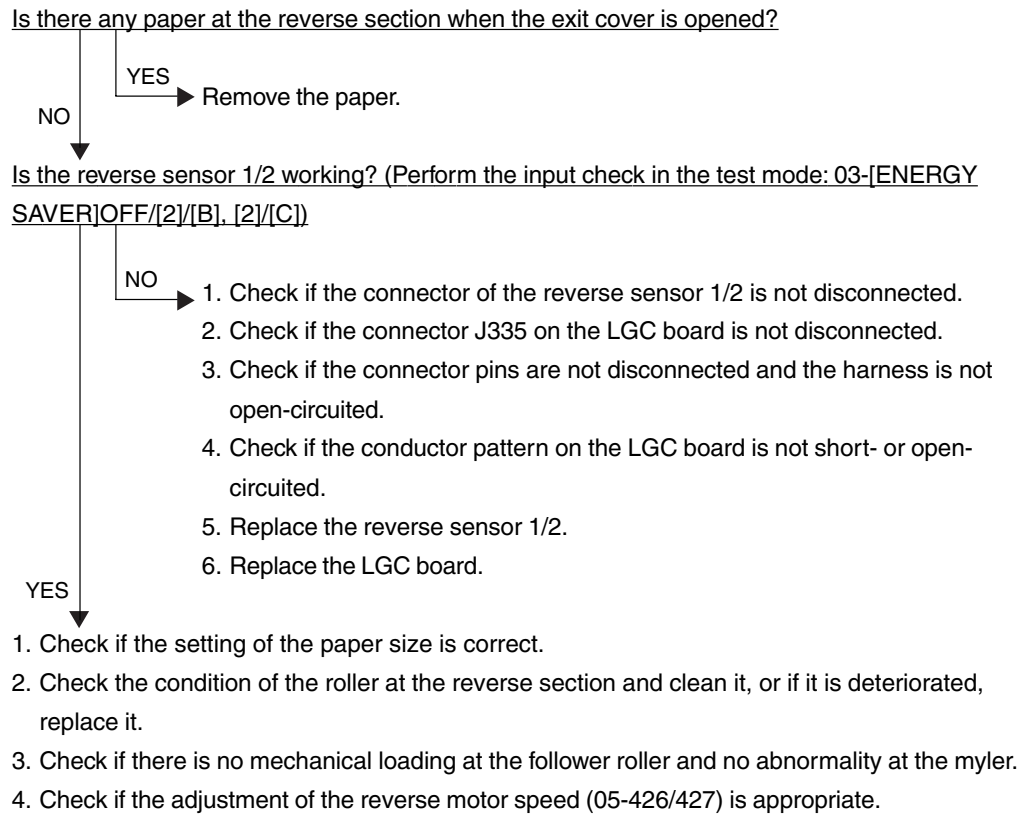 Is there any paper at the reverse section when the exit cover is opened?
YES
Remove the paper.
NO
Is the reverse sensor 1/2 working? (Perform the input check in the test mode: 03-[ENERGY
SAVER]OFF/[2]/[B], [2]/[C])
NO
1. Check if the connector of the reverse sensor 1/2 is not disconnected.
2. Check if the connector J335 on the LGC board is not disconnected.
3. Check if the connector pins are not disconnected and the harness is not
open-circuited.
4. Check if the conductor pattern on the LGC board is not short- or open-
circuited.
5. Replace the reverse sensor 1/2.
6. Replace the LGC board.
YES
1. Check if the setting of the paper size is correct.
2. Check the condition of the roller at the reverse section and clean it, or if it is deteriorated,
replace it.
3. Check if there is no mechanical loading at the follower roller and no abnormality at the myler.
4. Check if the adjustment of the reverse motor speed (05-426/427) is appropriate.